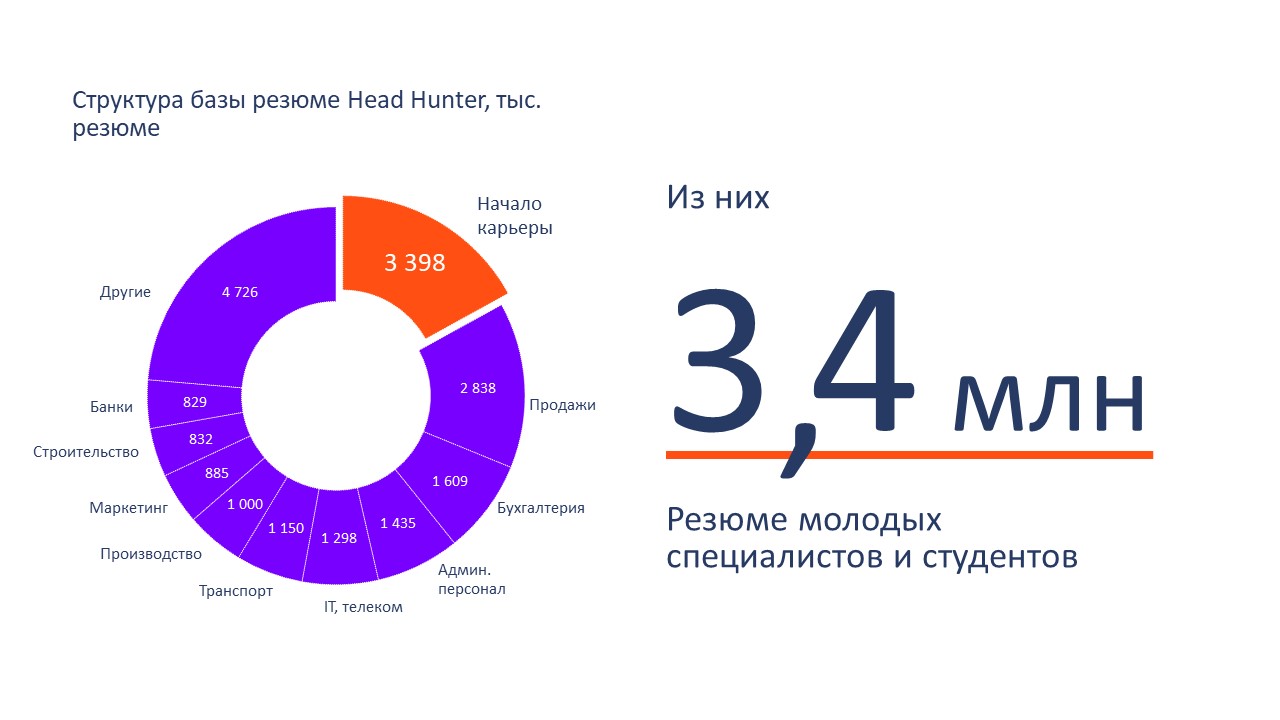 Структура базы резюме Head Hunter, тыс.
резюме
Начало
карьеры
3 398
Другие
4 726
2 838
Продажи
Банки
829
Строительство
832
885
1 609
Маркетинг
1 000
Бухгалтерия
1 435
1 150
1 298
Производство
Админ.
персонал
Транспорт
IT, телеком
Из них
3,4 млн
Резюме молодых
специалистов и студентов